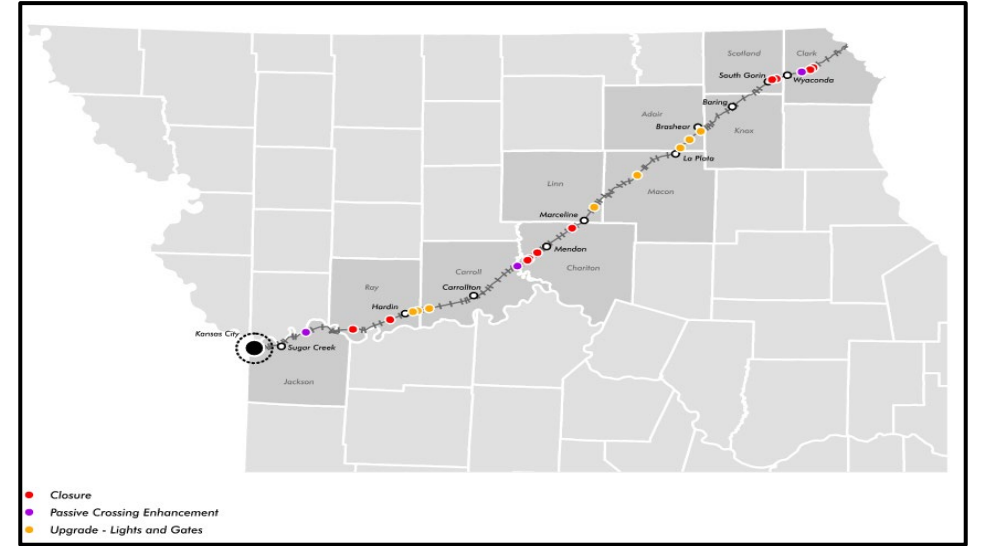 Scotland
Clark
South Gorin
Wyaconda
Baring
Adair
Brashear
Knox
La Plata
Linn
Macon
Marceline
Mendon
Carroll
Chariton
Ray
Carrollton
Hardin
Kansas City
Sugar Creek
Jackson
Closure
Passive Crossing Enhancement
Upgrade - Lights and Gates